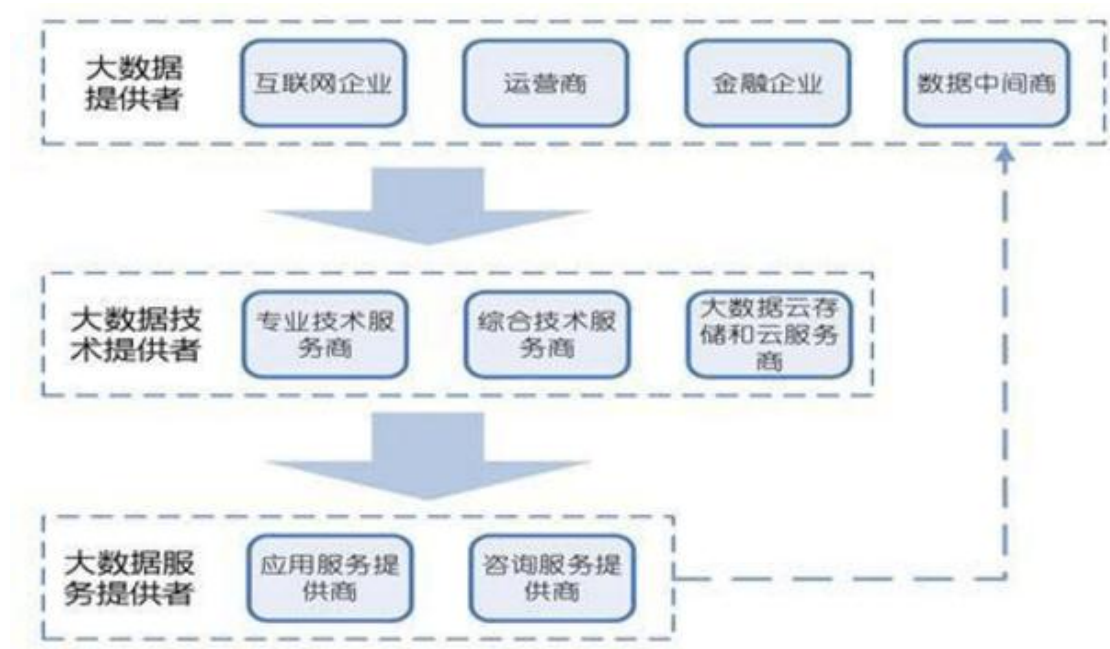 大数据
提供者
互联网企业
运营商
金融企业
数据中间商
大数据技
术提供者
专业技术服
务商
综合技术服
务商
大数据云存
储和云服务
商
大数据服
务提供者
应用服务提
供商
咨询服务提
供商